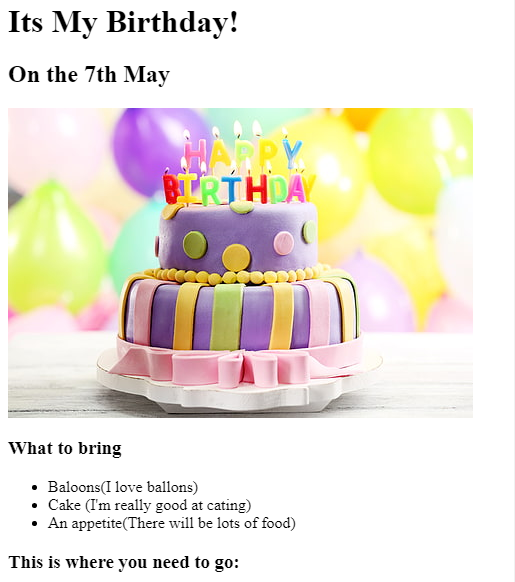 Its My Birthday!
On the 7th May
HAPPY
BIRTHDAY
What to bring
Baloons(I love ballons)
Cake (I'm really good at cating)
An appetite(There will be lots of food)
This is where you need to go: